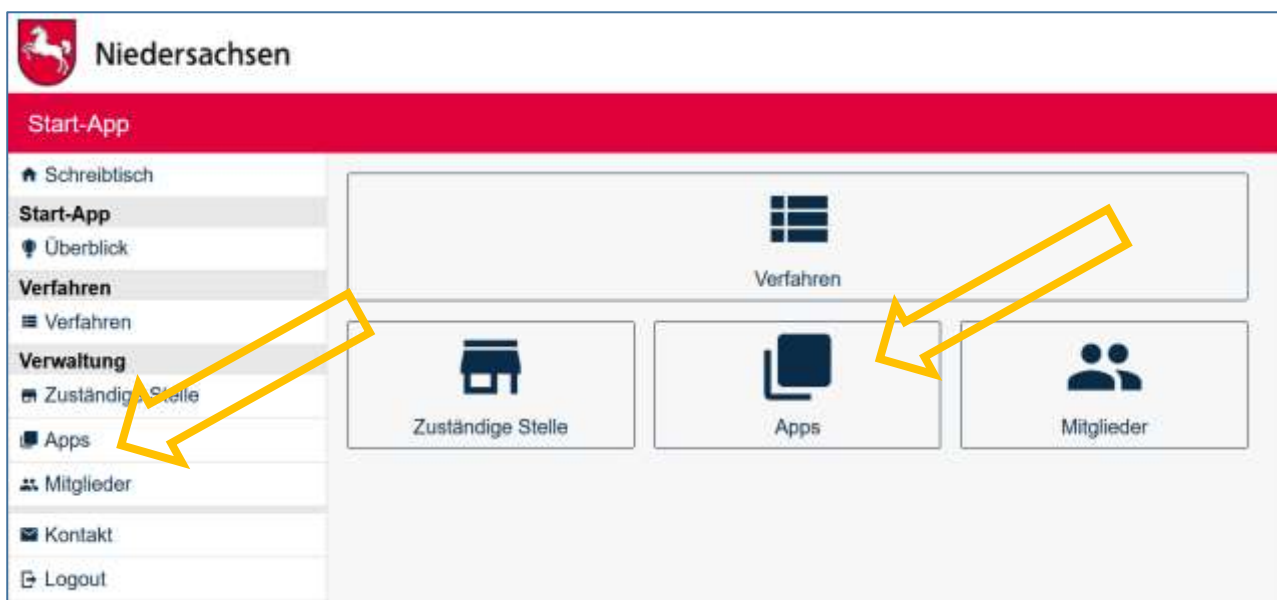 Niedersachsen
Start-App
Schreibtisch
Start-App
Überblick
Verfahren
Verfahren
Verwaltung
Zuständige Stelle
Apps
Mitglieder
Kontakt
Logout
Verfahren
Zuständige Stelle
Apps
Mitglieder